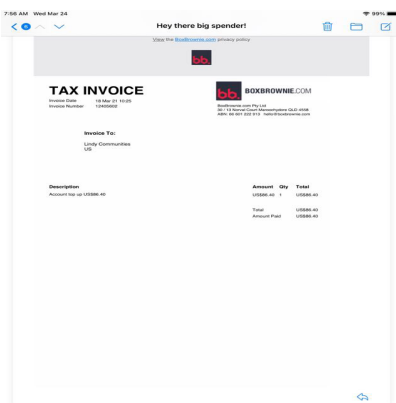 7:56 AM Wed Mar 24
99%
6
Hey there big spender!
View the BoxBrownie.com privacy policy
bb.
TAX INVOICE
bb. BOXBROWNIE.COM
Invoice Date 18 Mar 21 10:25
Invoice Number
BoxBrownie.com Pty Ltd
Invoice To:
Lindy Communities
US
Description Amount Qty Total
Account top up US$86.40 US$86.40 1 US$86.40
Total US$86.40
Amount Paid US$86.40